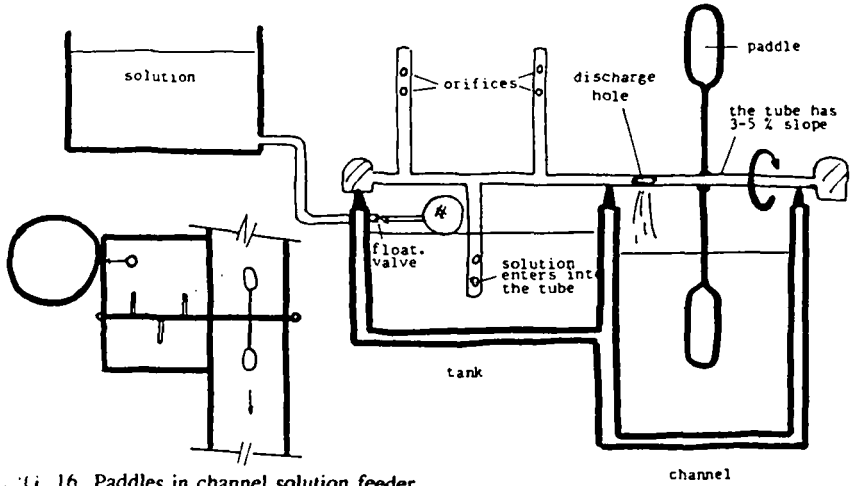 solution
orifices
discharge
hole
paddle
the tube has
3-5 % slope
float.
valve
solution
enters into
the tube
tank
channel
16 Paddles in channel solution feeder